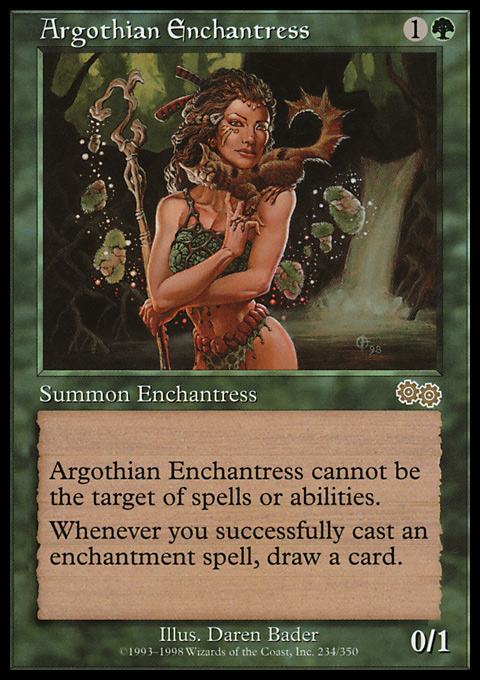 Argothian Enchantress 1
98
Summon Enchantress
Argothian Enchantress cannot be
the target of spells or abilities.
Whenever you successfully cast an
enchantment spell, draw a card.
Illus. Daren Bader
©1993–1998 Wizards of the Coast, Inc. 234/350
0/1